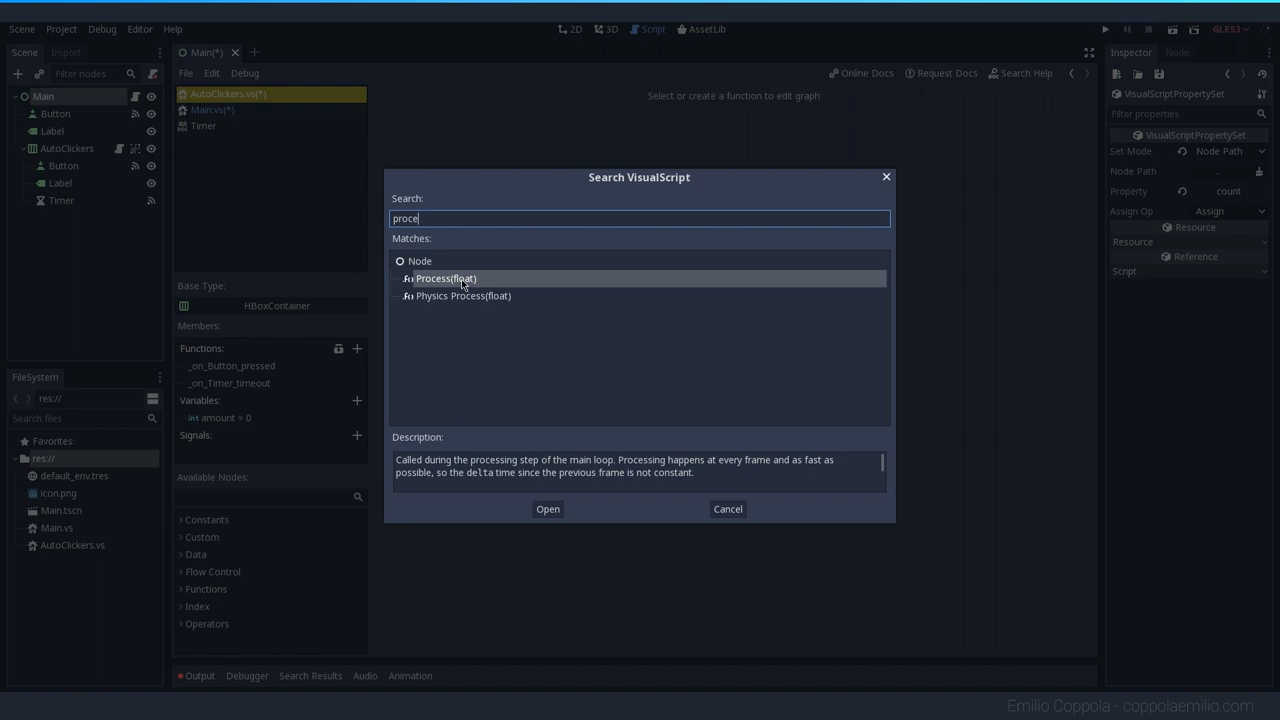 Scene Project Debug Editor Help
2D 3D Script AssetLib
GLES3
Scene Import
Filter nodes
Main
Button
Label
AutoClickers
Button
Label
Timer
FileSystem
res://
Search files
Favorites:
res://
default_env.tres
icon.png
Main.tscn
Main.vs
AutoClickers.vs
Main(*)
File Edit Debug
Online Docs Request Docs Search Help
AutoClickers.vs(*)
Main.vs(*)
Timer
Select or create a function to edit graph
Base Type:
HBoxContainer
Members:
Functions:
_on_Button_pressed
_on_Timer_timeout
Variables:
int amount = 0
Signals:
Available Nodes:
Constants
Custom
Data
Flow Control
Functions
Index
Operators
Search VisualScript
Search:
proce
Matches:
Node
Process(float)
Physics Process(float)
Description:
Called during the processing step of the main loop. Processing happens at every frame and as fast as
possible, so the delta time since the previous frame is not constant.
Open Cancel
Output Debugger Search Results Audio Animation
Inspector Node
VisualScriptPropertySet
Filter properties
VisualScriptPropertySet
Set Mode Node Path
Node Path ..
Property count
Assign Op Assign
Resource
Resource
Reference
Script
Emilio Coppola - coppolaemilio.com